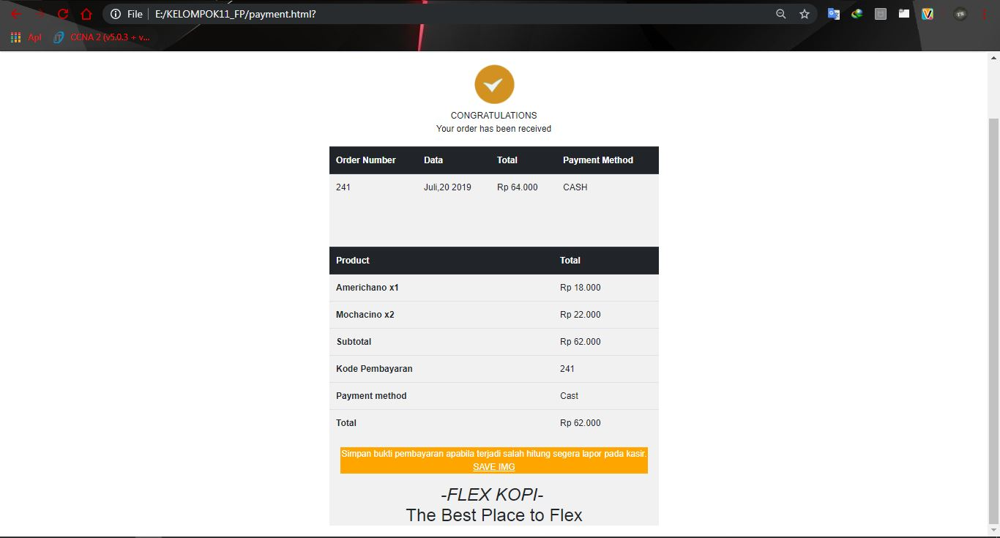 File E:/KELOMPOK11_FP/payment.html?
Apl CCNA 2 (v5.0.3 + v...
CONGRATULATIONS
Your order has been received
Order Number Data Total Payment Method
241 Juli,20 2019 Rp 64.000 CASH
Product Total
Americhano x1 Rp 18.000
Mochacino x2 Rp 22.000
Subtotal Rp 62.000
Kode Pembayaran 241
Payment method Cast
Total Rp 62.000
Simpan bukti pembayaran apabila terjadi salah hitung segera lapor pada kasir.
SAVE IMG
-FLEX KOPI-
The Best Place to Flex